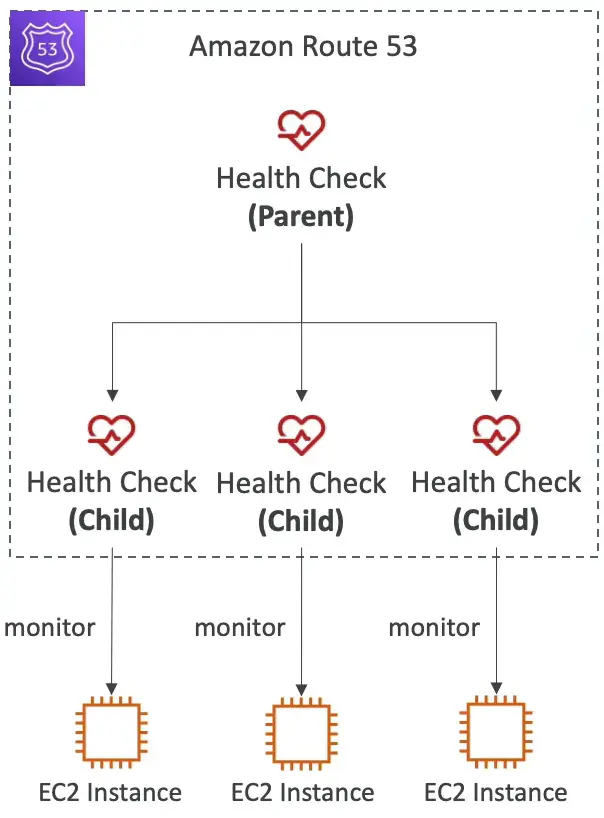 53
Amazon Route 53
Health Check
(Parent)
Health Check
(Child)
Health Check
(Child)
Health Check
(Child)
monitor
monitor
monitor
EC2 Instance
EC2 Instance
EC2 Instance